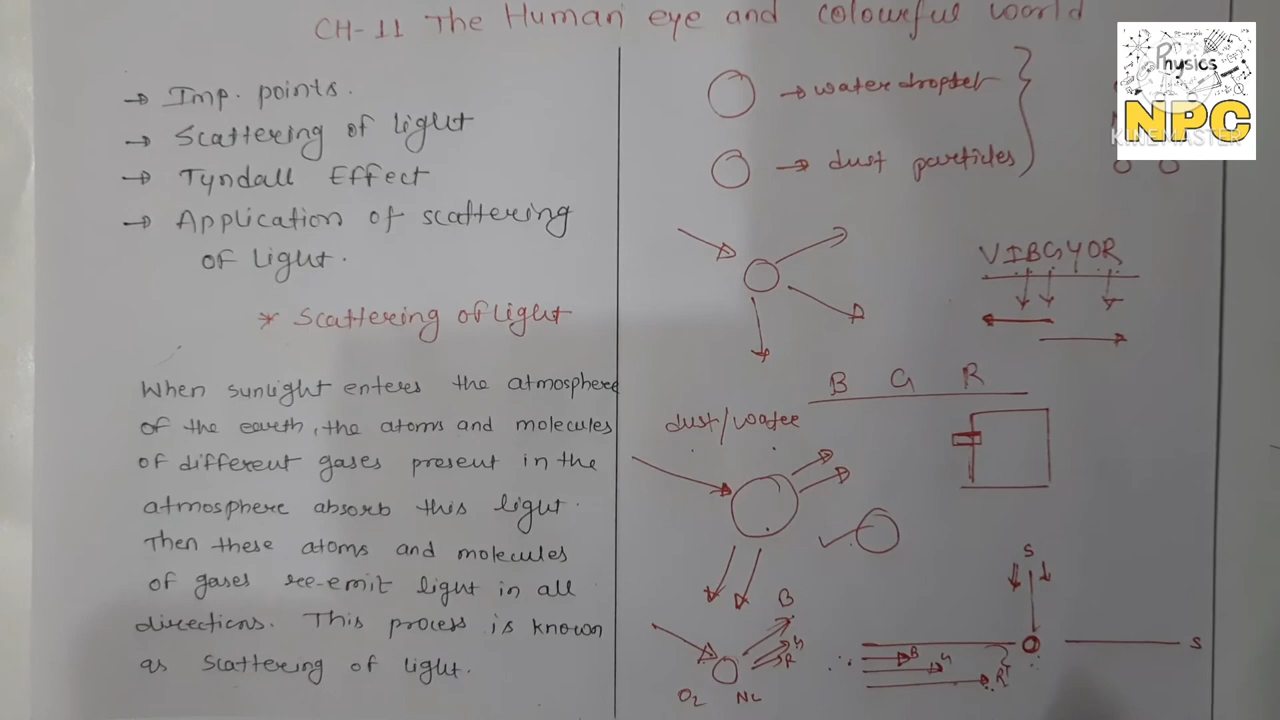 CH-11 The Human eye and colourful world
→ Imp. points.
→ Scattering of light
→ Tyndall Effect
→ Application of scattering
of light.
* Scattering of light
When sunlight enters the atmosphere
of the earth, the atoms and molecules
of different gases present in the
atmosphere absorb this light.
Then these atoms and molecules
of gases re-emit light in all
directions. This process is known
as scattering of light.
→ water droplet
→ dust particles
VIBGYOR
B G R
dust/water
B
G
R
O2 N2
S
B
G
R
S
Physics
NPC
KINEMASTER